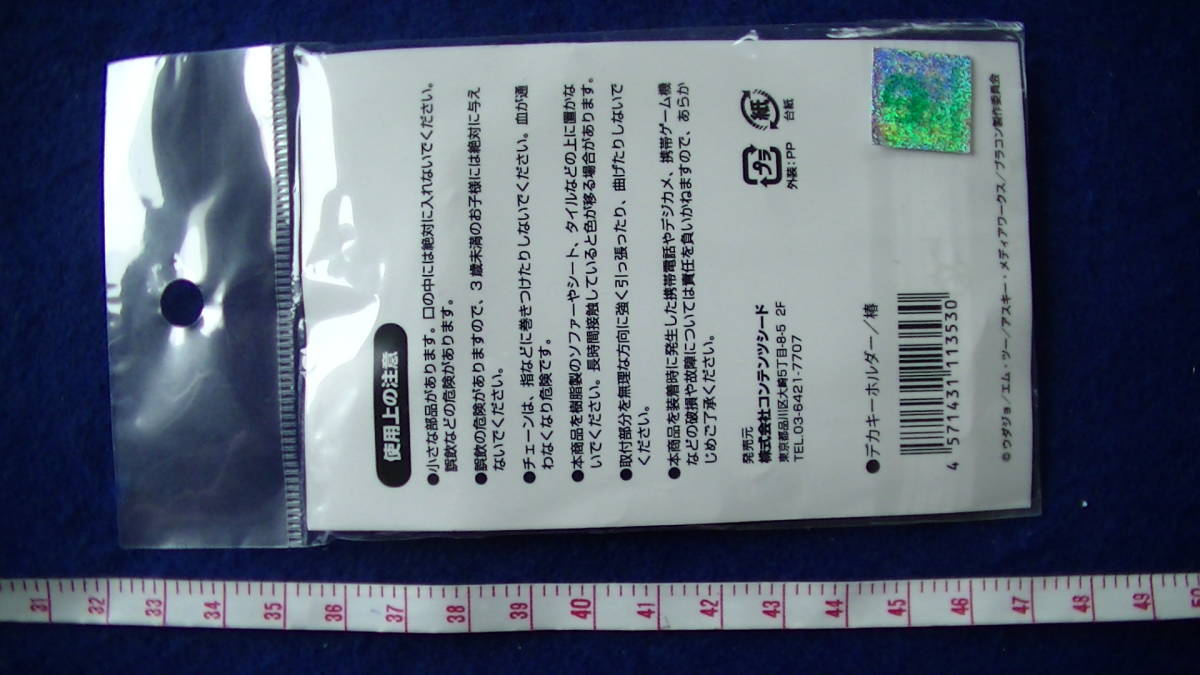 使用上の注意
●小さな部品があります。口の中には絶対に入れないでください。
誤飲などの危険があります。
●誤飲の危険がありますので、3歳未満のお子様には絶対に与え
ないでください。
●チェーンは、指などに巻きつけたりしないでください。血が通
わなくなり危険です。
●本商品を樹脂製のソファーやシート、タイルなどの上に置かな
いでください。長時間接触していると色が移る場合があります。
●取付部分を無理な方向に強く引っ張ったり、曲げたりしないで
ください。
●本商品を装着時に発生した携帯電話やデジカメ、携帯ゲーム機
などの破損や故障については責任を負いかねますので、あらか
じめご了承ください。
発売元
株式会社コンテンツシード
東京都品川区大崎5丁目-8-5 2F
TEL.03-6421-7707
プラ
外装:PP
紙
台紙
●デカキーホルダー/椿
4 571431 113530
©ウダジョ/エム・ツー/アスキー・メディアワークス/ブラコン製作委員会
31 32 33 34 35 36 37 38 39 40 41 42 43 44 45 46 47 48 49 50